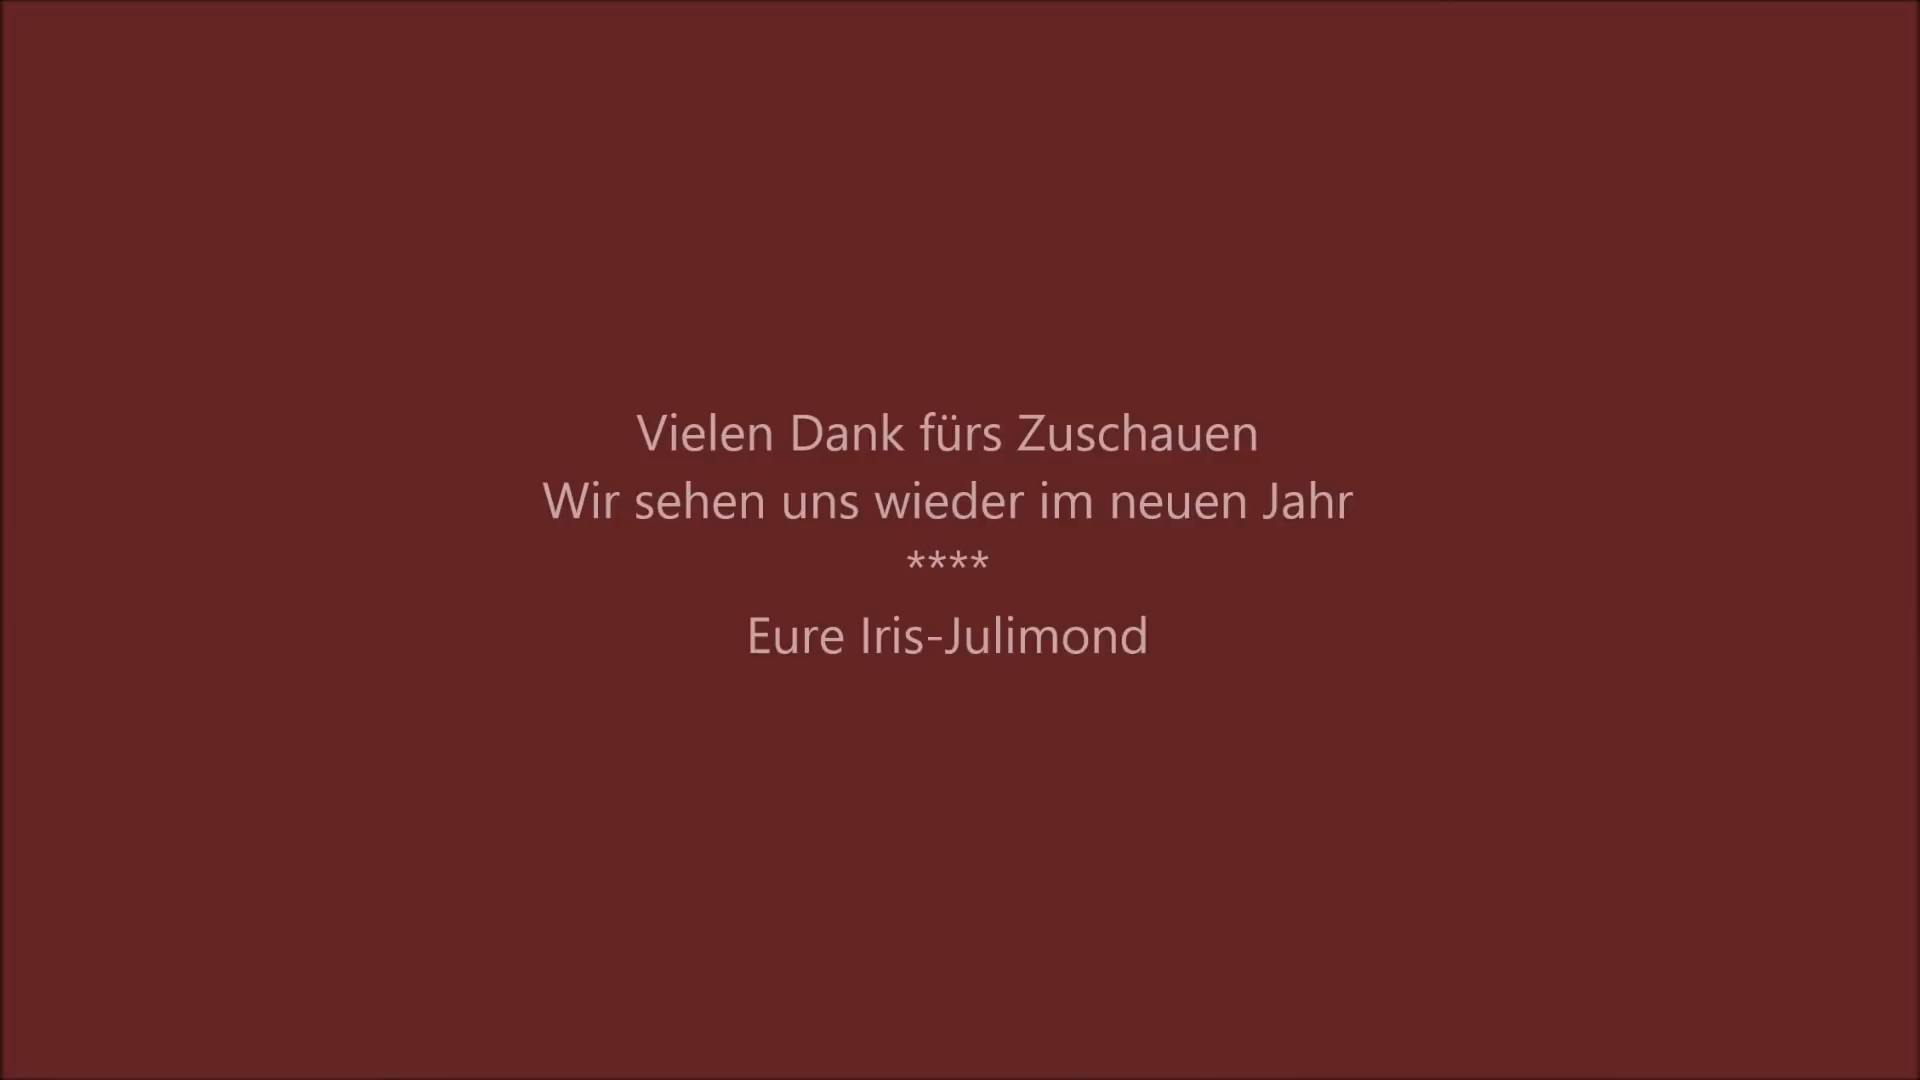 Vielen Dank fürs Zuschauen
Wir sehen uns wieder im neuen Jahr
****
Eure Iris-Julimond